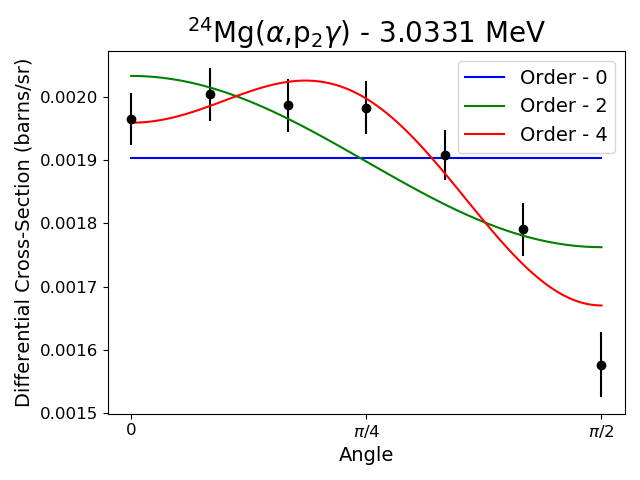 ²⁴Mg(α,p₂γ) - 3.0331 MeV
Differential Cross-Section (barns/sr)
0.0020
0.0019
0.0018
0.0017
0.0016
0.0015
Order - 0
Order - 2
Order - 4
0
π/4
π/2
Angle